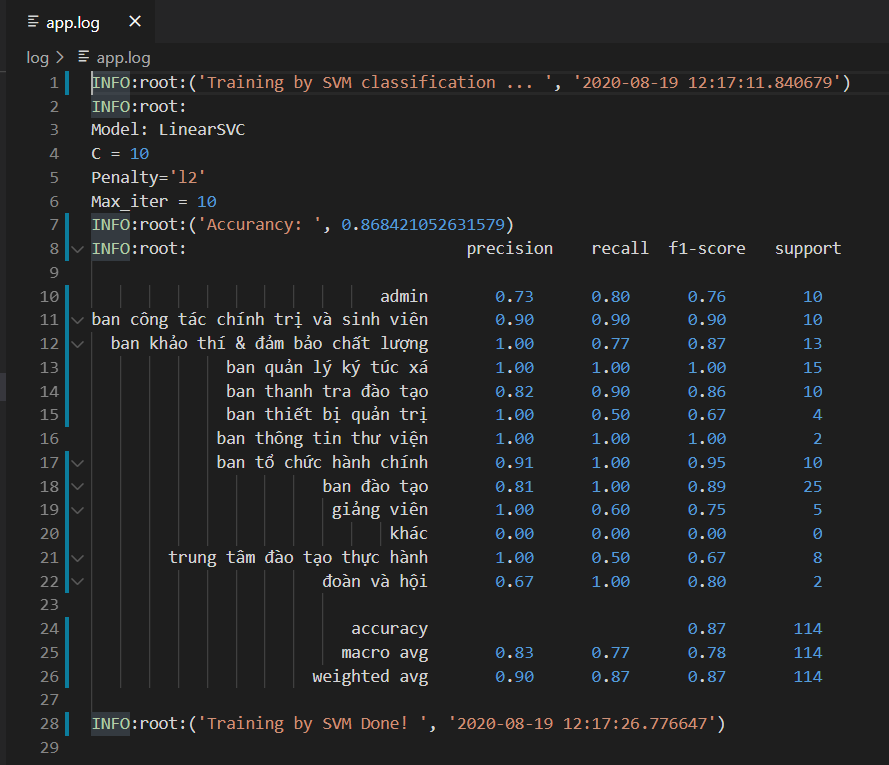 app.log ×
log > app.log
1 INFO:root:('Training by SVM classification ... ', '2020-08-19 12:17:11.840679')
2 INFO:root:
3 Model: LinearSVC
4 C = 10
5 Penalty='l2'
6 Max_iter = 10
7 INFO:root:('Accurancy: ', 0.868421052631579)
8 INFO:root: precision recall f1-score support
9
10 admin 0.73 0.80 0.76 10
11 ban công tác chính trị và sinh viên 0.90 0.90 0.90 10
12 ban khảo thí & đảm bảo chất lượng 1.00 0.77 0.87 13
13 ban quản lý ký túc xá 1.00 1.00 1.00 15
14 ban thanh tra đào tạo 0.82 0.90 0.86 10
15 ban thiết bị quản trị 1.00 0.50 0.67 4
16 ban thông tin thư viện 1.00 1.00 1.00 2
17 ban tổ chức hành chính 0.91 1.00 0.95 10
18 ban đào tạo 0.81 1.00 0.89 25
19 giảng viên 1.00 0.60 0.75 5
20 khác 0.00 0.00 0.00 0
21 trung tâm đào tạo thực hành 1.00 0.50 0.67 8
22 đoàn và hội 0.67 1.00 0.80 2
23
24 accuracy 0.87 114
25 macro avg 0.83 0.77 0.78 114
26 weighted avg 0.90 0.87 0.87 114
27
28 INFO:root:('Training by SVM Done! ', '2020-08-19 12:17:26.776647')
29